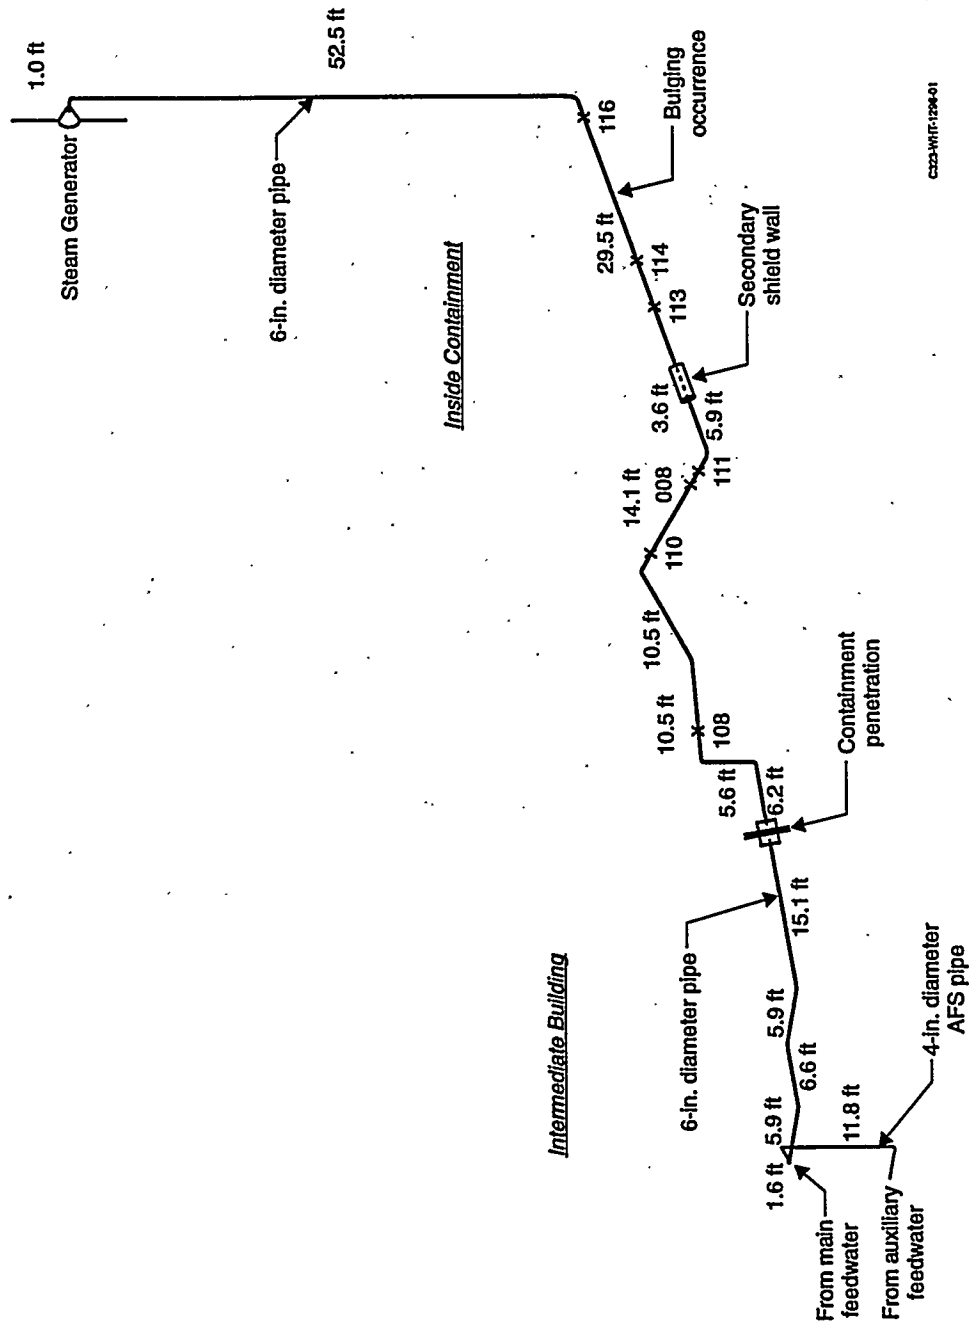 1.0 ft
52.5 ft
Steam Generator
6-in. diameter pipe
Inside Containment
116
Bulging
occurrence
29.5 ft
114
113
Secondary
shield wall
3.6 ft
5.9 ft
111
008
14.1 ft
110
10.5 ft
10.5 ft
108
5.6 ft
6.2 ft
Containment
penetration
Intermediate Building
6-in. diameter pipe
15.1 ft
5.9 ft
6.6 ft
5.9 ft
1.6 ft
11.8 ft
4-in. diameter
AFS pipe
From main
feedwater
From auxiliary
feedwater
C323-WHT-1296-01